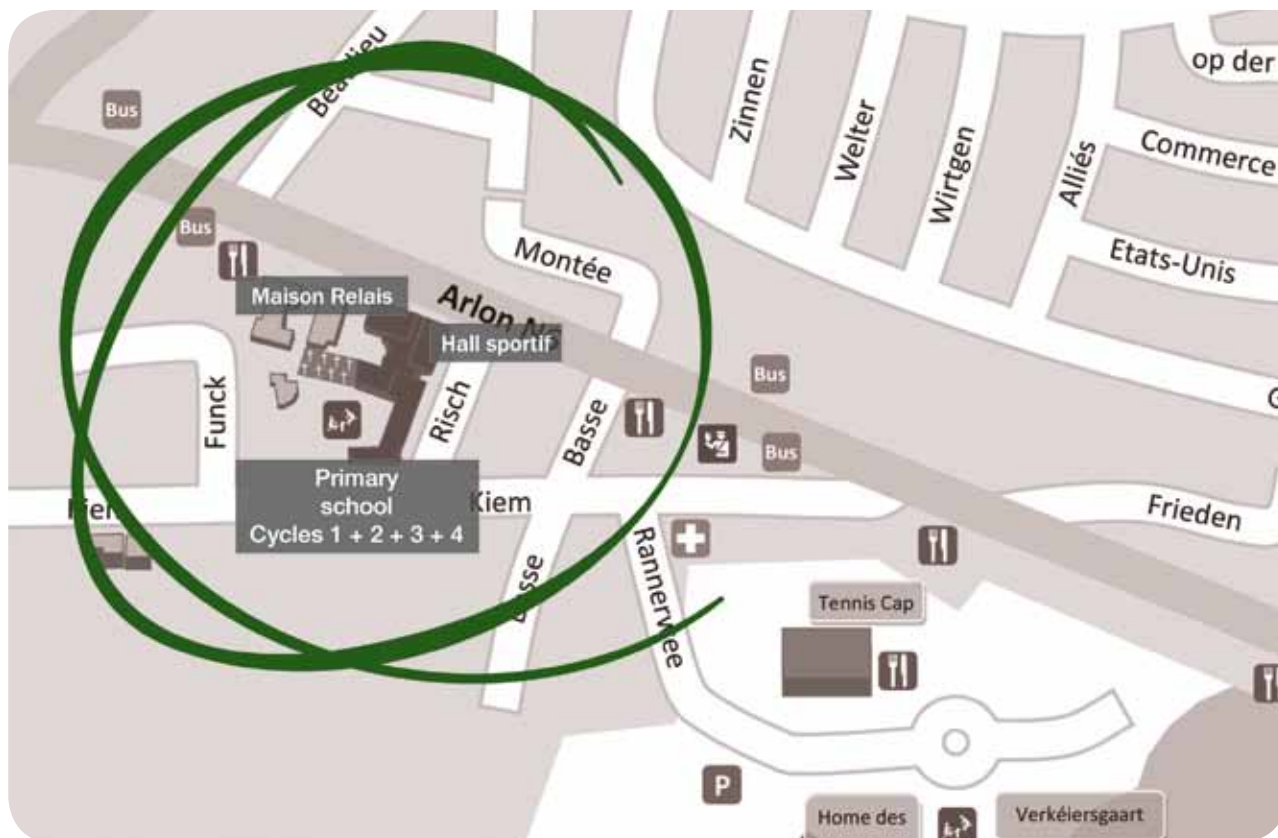 Beaulieu
op der
Bus
Zinnen
Welter
Wirtgen
Alliés
Commerce
Bus
Montée
Etats-Unis
Maison Relais
Arlon N6
Hall sportif
Bus
Funck
Risch
Basse
Bus
Primary
school
Cycles 1 + 2 + 3 + 4
Kiem
Frieden
Rannerwee
Basse
Tennis Cap
P
Home des
Verkéiersgaart